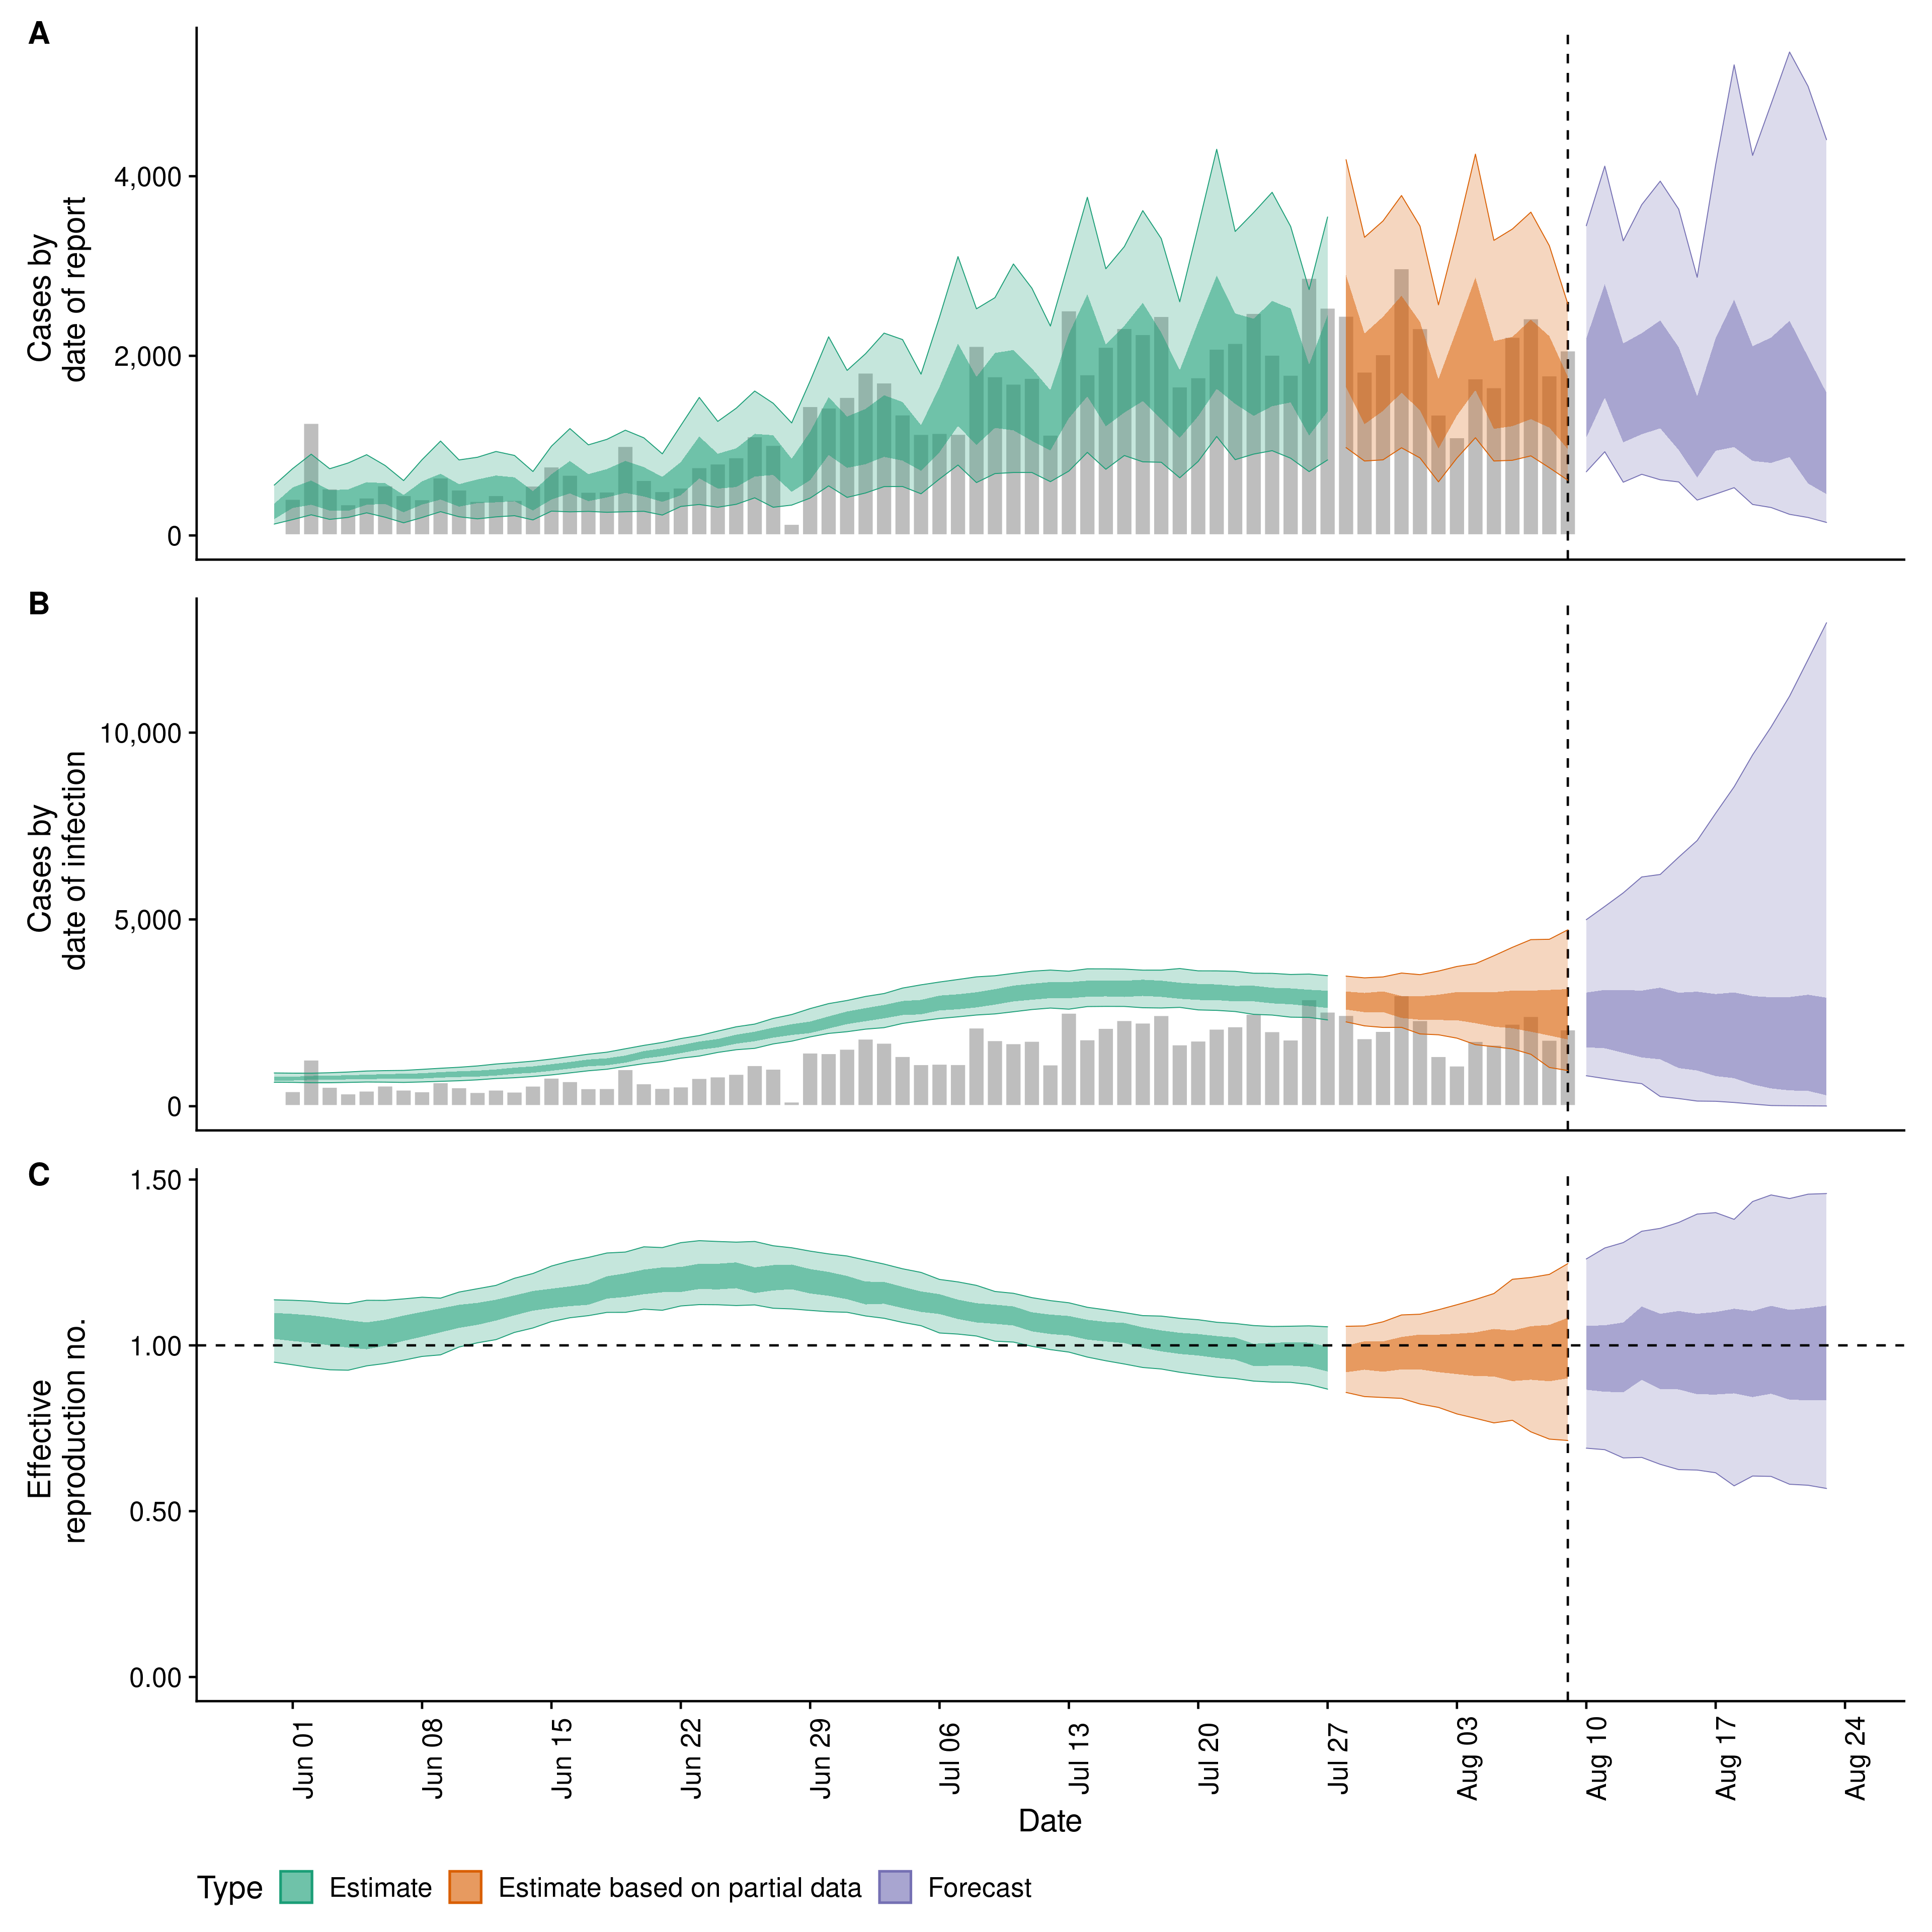 A
Cases by
date of report
4,000
2,000
0
B
Cases by
date of infection
10,000
5,000
0
C
Effective
reproduction no.
1.50
1.00
0.50
0.00
Jun 01
Jun 08
Jun 15
Jun 22
Jun 29
Jul 06
Jul 13
Jul 20
Jul 27
Aug 03
Aug 10
Aug 17
Aug 24
Date
Type Estimate Estimate based on partial data Forecast